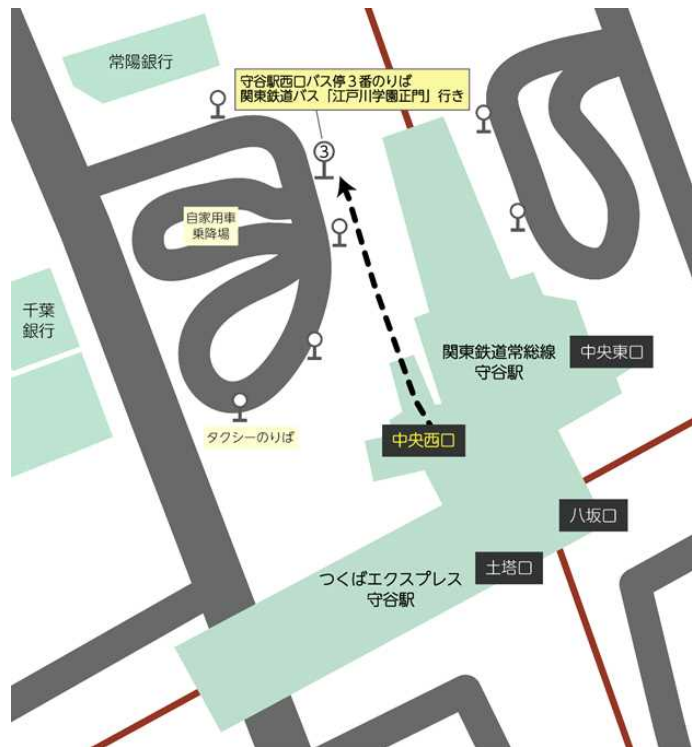 常陽銀行
守谷駅西口バス停３番のりば
関東鉄道バス「江戸川学園正門」行き
③
自家用車
乗降場
千葉
銀行
関東鉄道常総線
守谷駅
中央東口
タクシーのりば
中央西口
八坂口
土塔口
つくばエクスプレス
守谷駅